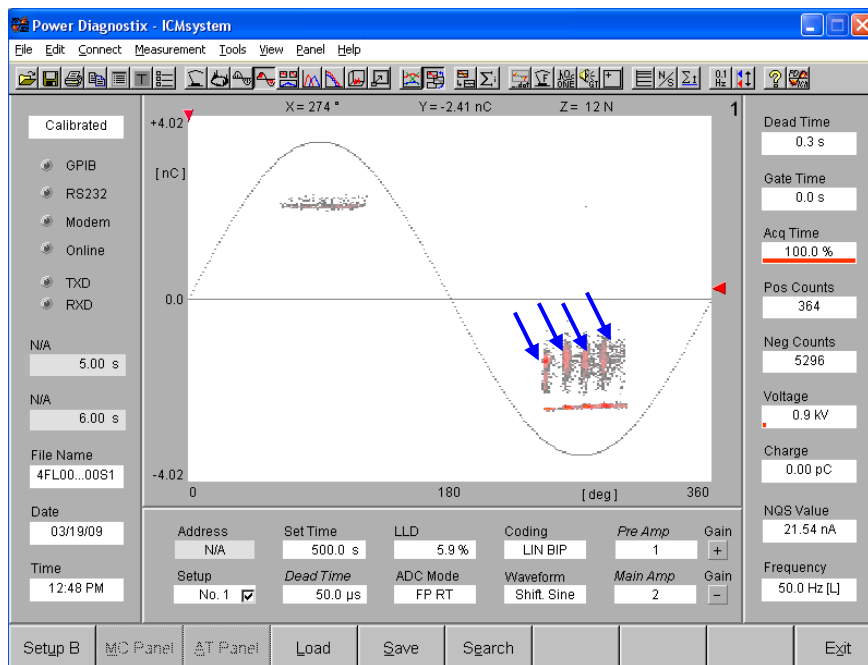 Power Diagnostix - ICMsystem
File Edit Connect Measurement Tools View Panel Help
X = 274 ° Y = -2.41 nC Z = 12 N 1
Calibrated
GPIB
RS232
Modem
Online
TXD
RXD
N/A
5.00 s
N/A
6.00 s
File Name
4FL00...00S1
Date
03/19/09
Time
12:48 PM
+4.02
[nC]
0.0
-4.02
0 180 [deg] 360
Dead Time
0.3 s
Gate Time
0.0 s
Acq Time
100.0 %
Pos Counts
364
Neg Counts
5296
Voltage
0.9 kV
Charge
0.00 pC
NQS Value
21.54 nA
Frequency
50.0 Hz [L]
Address Set Time LLD Coding Pre Amp Gain
N/A 500.0 s 5.9 % LIN BIP 1 +
Setup Dead Time ADC Mode Waveform Main Amp Gain
No. 1 50.0 µs FP RT Shift. Sine 2 -
Setup B MC Panel AT Panel Load Save Search Exit